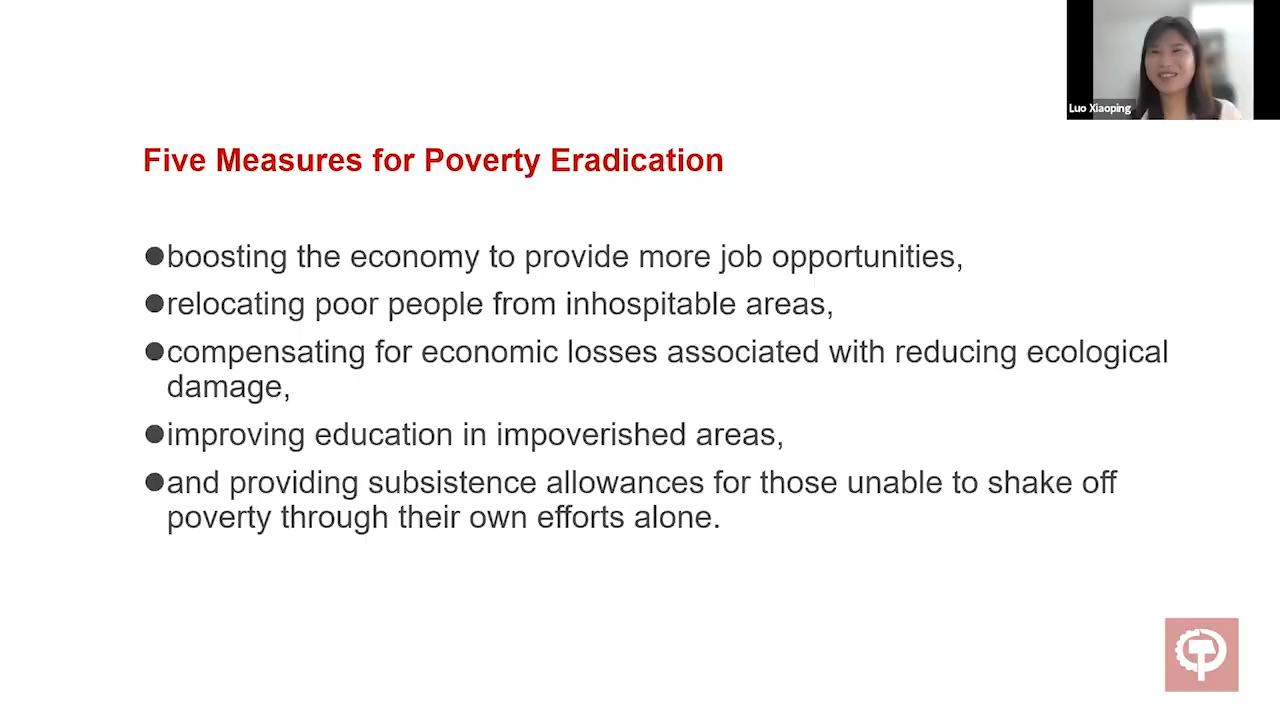 Luo Xiaoping
Five Measures for Poverty Eradication
●boosting the economy to provide more job opportunities,
●relocating poor people from inhospitable areas,
●compensating for economic losses associated with reducing ecological
damage,
●improving education in impoverished areas,
●and providing subsistence allowances for those unable to shake off
poverty through their own efforts alone.